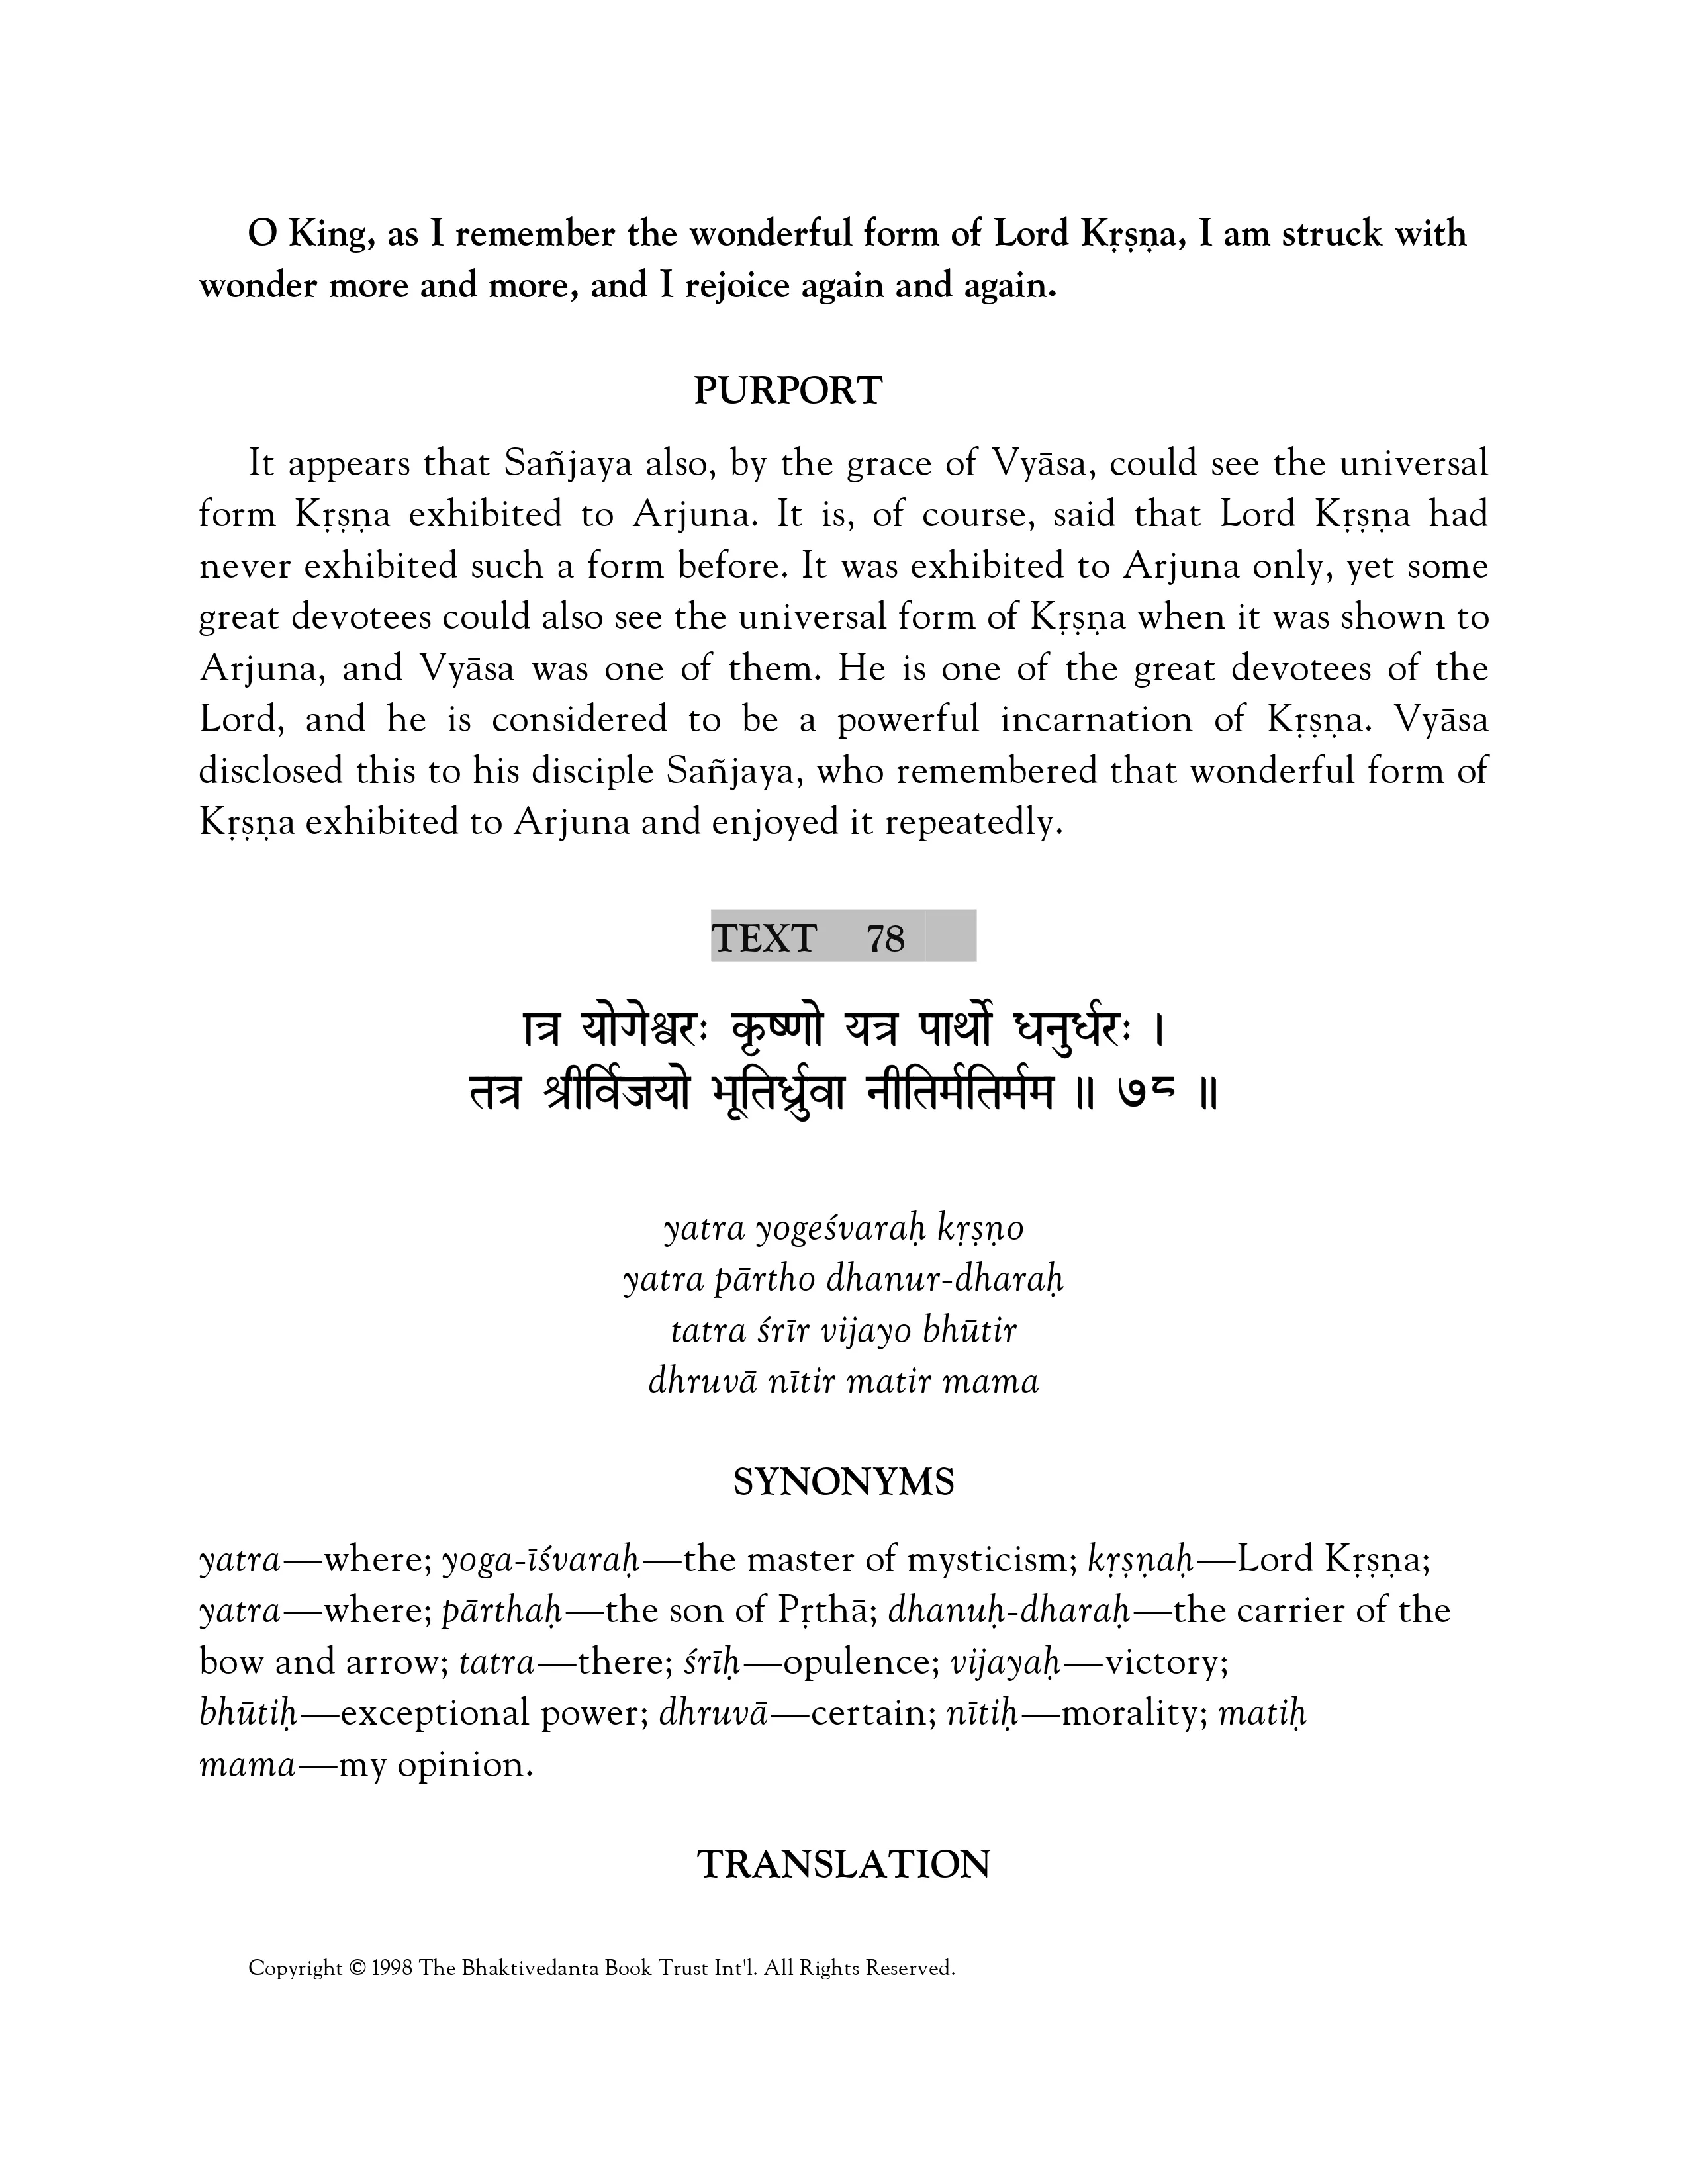 O King, as I remember the wonderful form of Lord Kṛṣṇa, I am struck with
wonder more and more, and I rejoice again and again.
PURPORT
It appears that Sañjaya also, by the grace of Vyāsa, could see the universal
form Kṛṣṇa exhibited to Arjuna. It is, of course, said that Lord Kṛṣṇa had
never exhibited such a form before. It was exhibited to Arjuna only, yet some
great devotees could also see the universal form of Kṛṣṇa when it was shown to
Arjuna, and Vyāsa was one of them. He is one of the great devotees of the
Lord, and he is considered to be a powerful incarnation of Kṛṣṇa. Vyāsa
disclosed this to his disciple Sañjaya, who remembered that wonderful form of
Kṛṣṇa exhibited to Arjuna and enjoyed it repeatedly.
TEXT 78
ात्र योगेश्वरः कृष्णो यत्र पार्थो धनुर्धरः ।
तत्र श्रीर्विजयो भूतिर्ध्रुवा नीतिर्मतिर्मम ॥ ७८ ॥
yatra yogeśvaraḥ kṛṣṇo
yatra pārtho dhanur-dharaḥ
tatra śrīr vijayo bhūtir
dhruvā nītir matir mama
SYNONYMS
yatra—where; yoga-īśvaraḥ—the master of mysticism; kṛṣṇaḥ—Lord Kṛṣṇa;
yatra—where; pārthaḥ—the son of Pṛthā; dhanuḥ-dharaḥ—the carrier of the
bow and arrow; tatra—there; śrīḥ—opulence; vijayaḥ—victory;
bhūtiḥ—exceptional power; dhruvā—certain; nītiḥ—morality; matiḥ
mama—my opinion.
TRANSLATION
Copyright © 1998 The Bhaktivedanta Book Trust Int'l. All Rights Reserved.